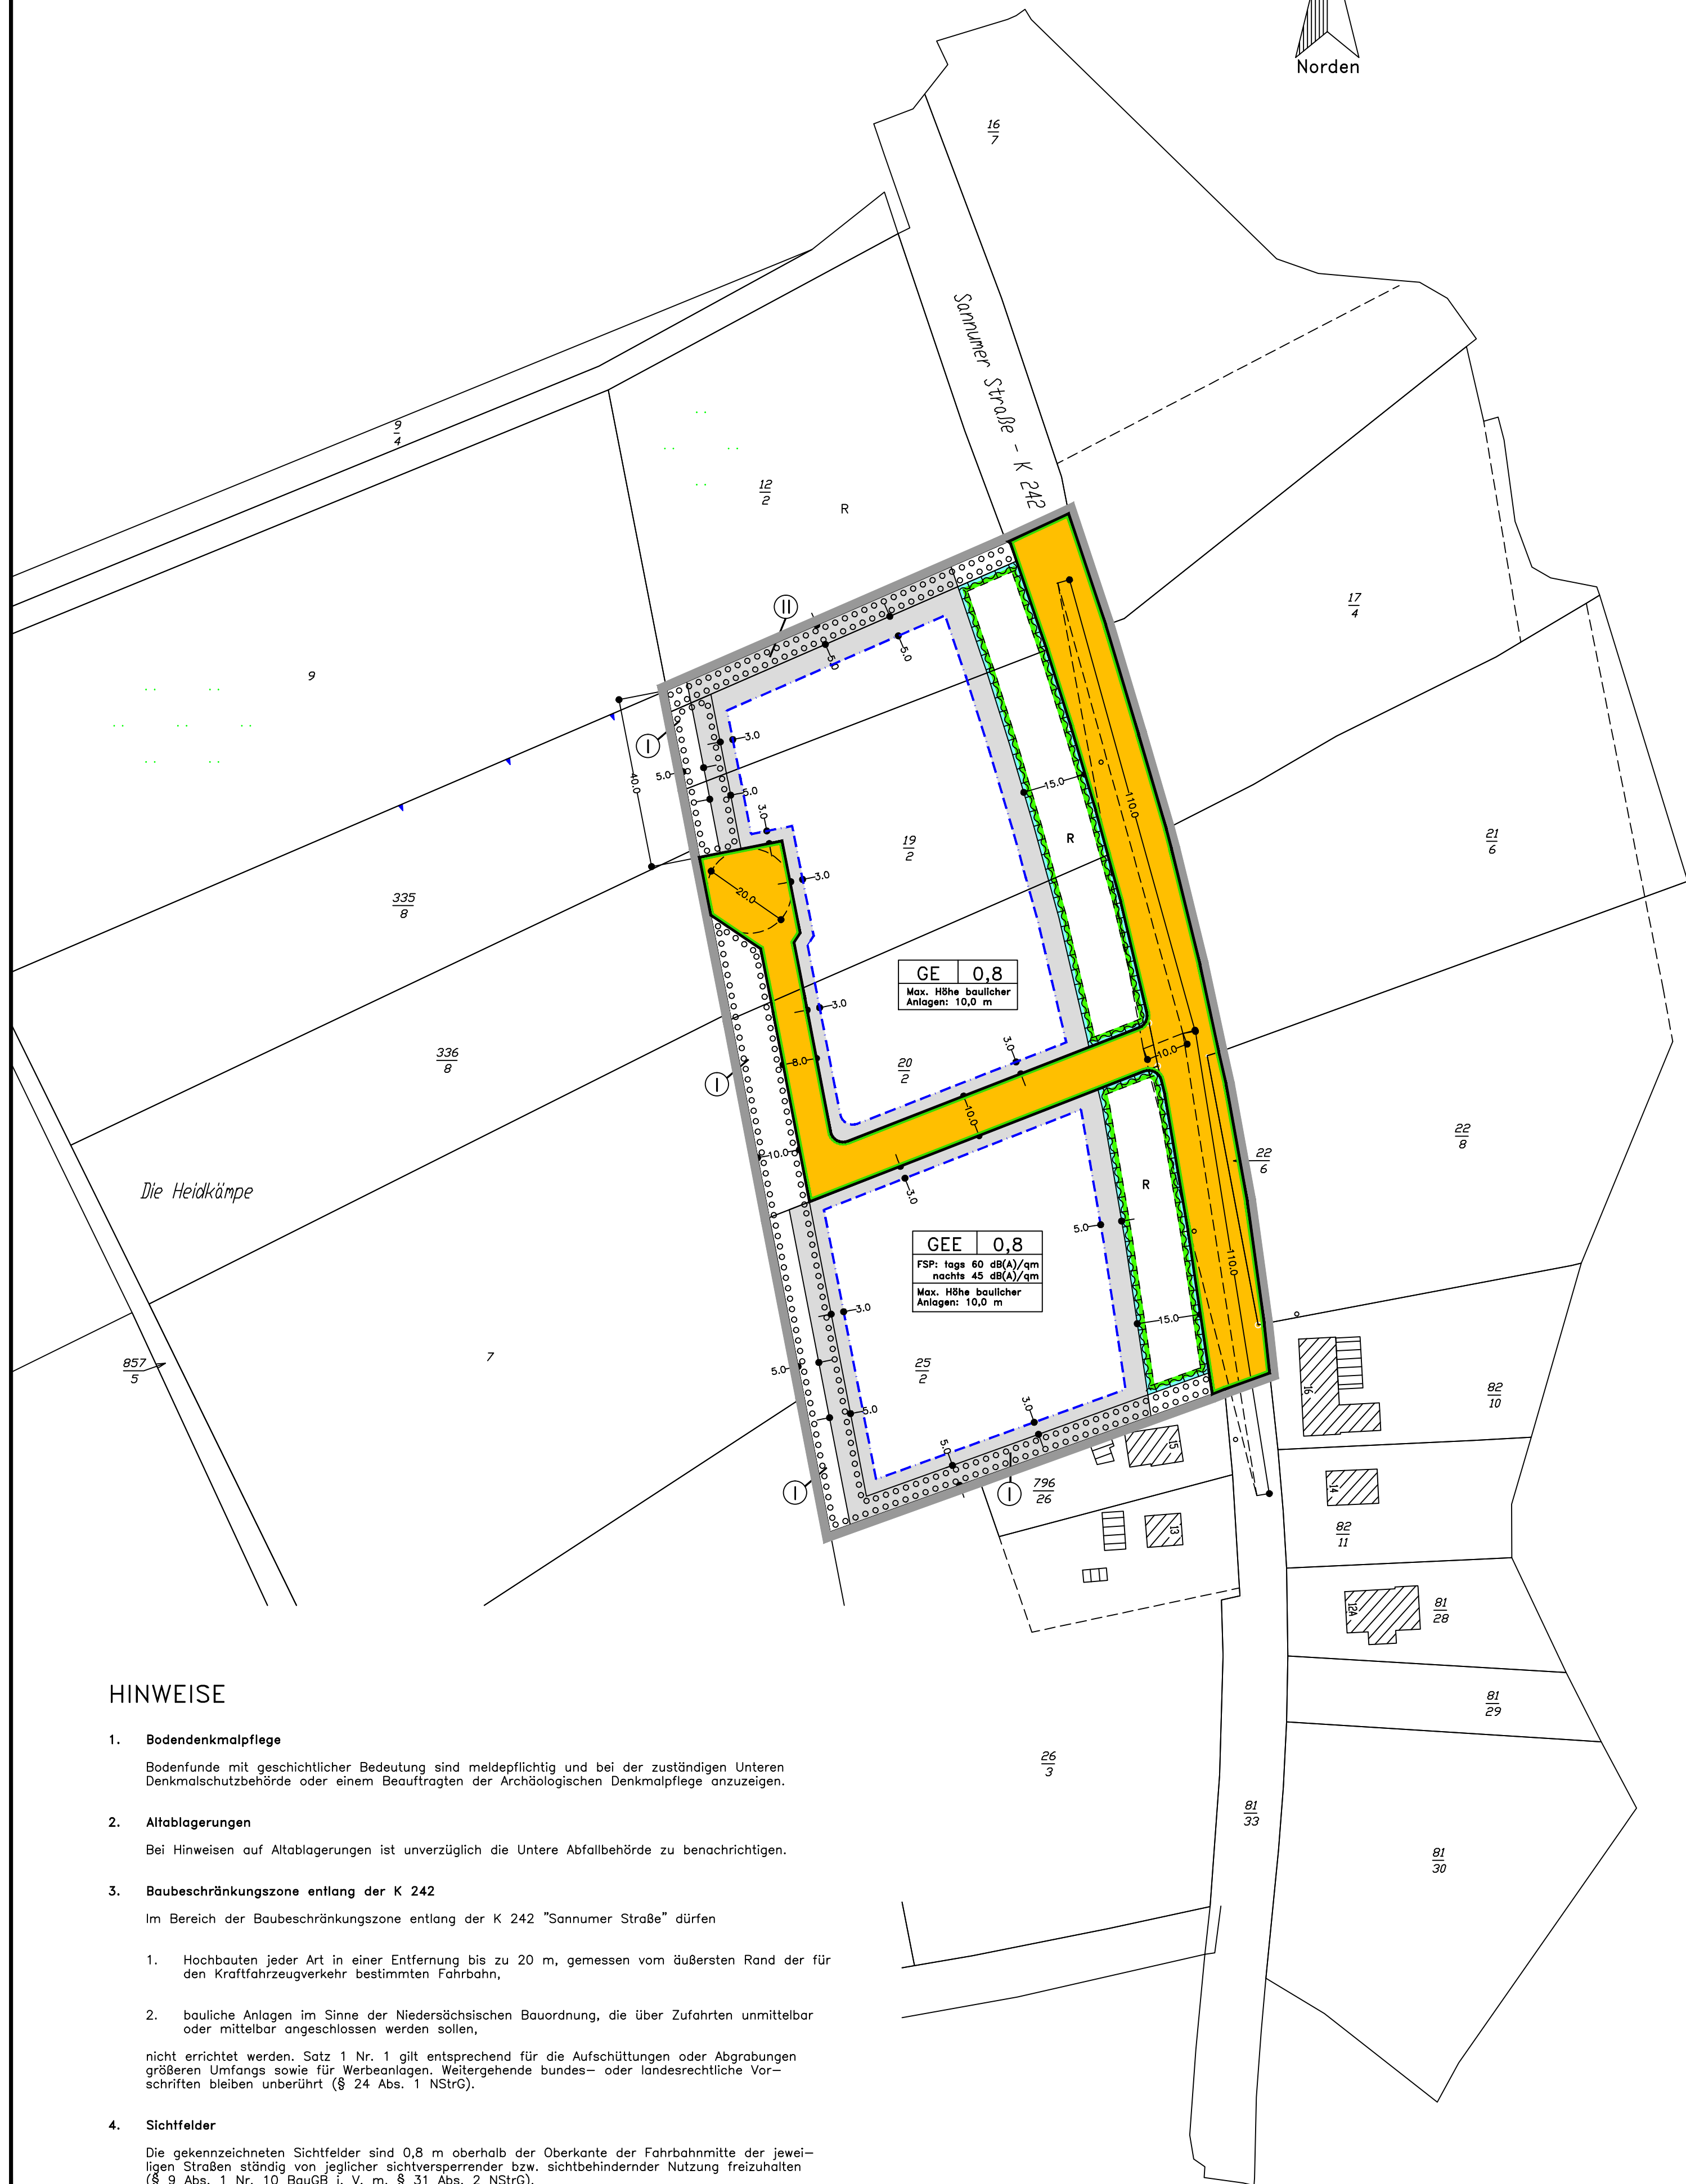 Norden
16
7
Sannumer Straße - K 242
9
4
12
2
R
17
4
9
II
I
3.0
5.0
5.0
5.0
5.0
40.0
3.0
15.0
110.0
R
19
2
21
6
335
8
20.0
3.0
GE 0,8
Max. Höhe baulicher
Anlagen: 10,0 m
3.0
3.0
336
8
8.0
I
20
2
10.0
10.0
10.0
22
8
22
6
Die Heidkämpe
R
3.0
5.0
GEE 0,8
FSP: tags 60 dB(A)/qm
nachts 45 dB(A)/qm
Max. Höhe baulicher
Anlagen: 10,0 m
110.0
3.0
15.0
857
5
7
5.0
25
2
5.0
3.0
5.0
16
82
10
15
I
I
796
26
14
13
82
11
12A
81
28
81
29
26
3
81
33
81
30
HINWEISE
1. Bodendenkmalpflege
Bodenfunde mit geschichtlicher Bedeutung sind meldepflichtig und bei der zuständigen Unteren
Denkmalschutzbehörde oder einem Beauftragten der Archäologischen Denkmalpflege anzuzeigen.
2. Altablagerungen
Bei Hinweisen auf Altablagerungen ist unverzüglich die Untere Abfallbehörde zu benachrichtigen.
3. Baubeschränkungszone entlang der K 242
Im Bereich der Baubeschränkungszone entlang der K 242 "Sannumer Straße" dürfen
1. Hochbauten jeder Art in einer Entfernung bis zu 20 m, gemessen vom äußersten Rand der für
den Kraftfahrzeugverkehr bestimmten Fahrbahn,
2. bauliche Anlagen im Sinne der Niedersächsischen Bauordnung, die über Zufahrten unmittelbar
oder mittelbar angeschlossen werden sollen,
nicht errichtet werden. Satz 1 Nr. 1 gilt entsprechend für die Aufschüttungen oder Abgrabungen
größeren Umfangs sowie für Werbeanlagen. Weitergehende bundes- oder landesrechtliche Vor-
schriften bleiben unberührt (§ 24 Abs. 1 NStrG).
4. Sichtfelder
Die gekennzeichneten Sichtfelder sind 0,8 m oberhalb der Oberkante der Fahrbahnmitte der jewei-
ligen Straßen ständig von jeglicher sichtversperrender bzw. sichtbehindernder Nutzung freizuhalten
(§ 9 Abs. 1 Nr. 10 BauGB i. V. m. § 31 Abs. 2 NStrG).